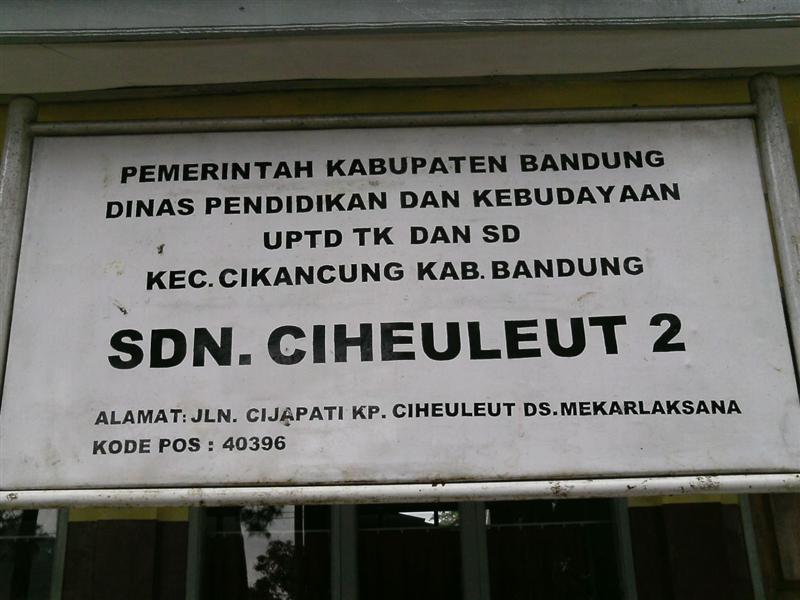 PEMERINTAH KABUPATEN BANDUNG
DINAS PENDIDIKAN DAN KEBUDAYAAN
UPTD TK DAN SD
KEC. CIKANCUNG KAB. BANDUNG
SDN. CIHEULEUT 2
ALAMAT: JLN. CIJAPATI KP. CIHEULEUT DS.MEKARLAKSANA
KODE POS : 40396